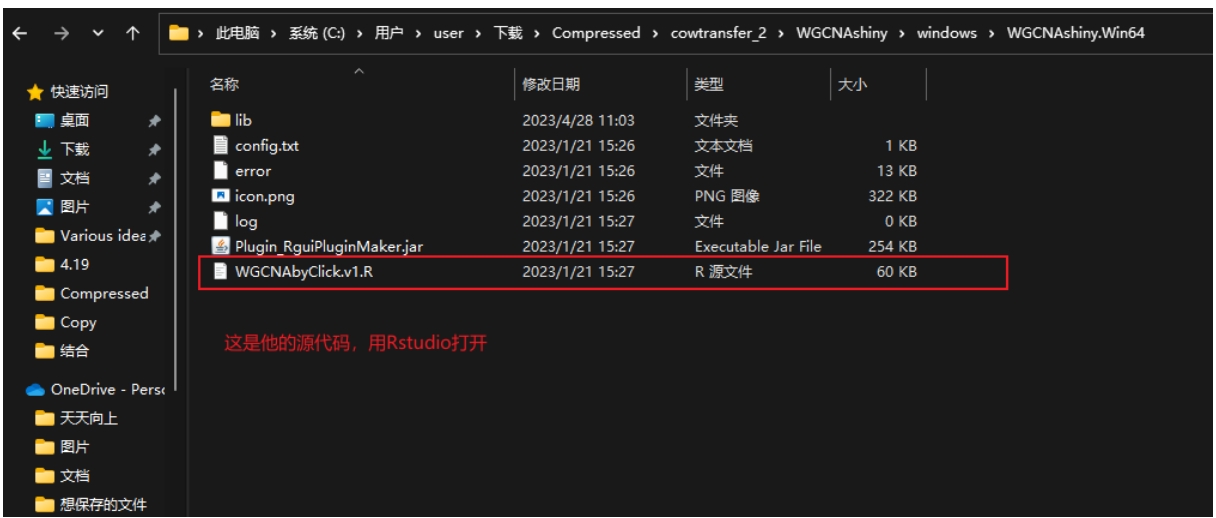 此电脑 › 系统 (C:) › 用户 › user › 下载 › Compressed › cowtransfer_2 › WGCNAshiny › windows › WGCNAshiny.Win64
名称 修改日期 类型 大小
快速访问
桌面
下载
文档
图片
Various idea
4.19
Compressed
Copy
结合
OneDrive - Perso
天天向上
图片
文档
想保存的文件
lib 2023/4/28 11:03 文件夹
config.txt 2023/1/21 15:26 文本文档 1 KB
error 2023/1/21 15:26 文件 13 KB
icon.png 2023/1/21 15:26 PNG 图像 322 KB
log 2023/1/21 15:27 文件 0 KB
Plugin_RguiPluginMaker.jar 2023/1/21 15:27 Executable Jar File 254 KB
WGCNAbyClick.v1.R 2023/1/21 15:27 R 源文件 60 KB
这是他的源代码，用Rstudio打开